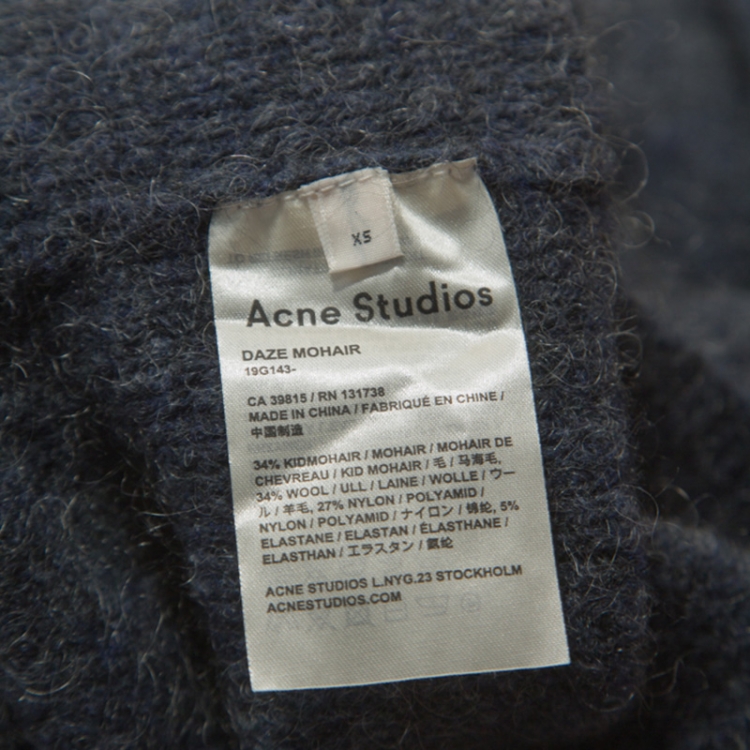 XS
Acne Studios
DAZE MOHAIR
19G143-
CA 39815 / RN 131738
MADE IN CHINA / FABRIQUÉ EN CHINE /
中国制造
34% KIDMOHAIR / MOHAIR / MOHAIR DE
CHEVREAU / KID MOHAIR / 毛 / 马海毛,
34% WOOL / ULL / LAINE / WOLLE / ウー
ル / 羊毛, 27% NYLON / POLYAMID /
NYLON / POLYAMID / ナイロン / 锦纶, 5%
ELASTANE / ELASTAN / ÉLASTHANE /
ELASTHAN / エラスタン / 氨纶
ACNE STUDIOS L.NYG.23 STOCKHOLM
ACNESTUDIOS.COM